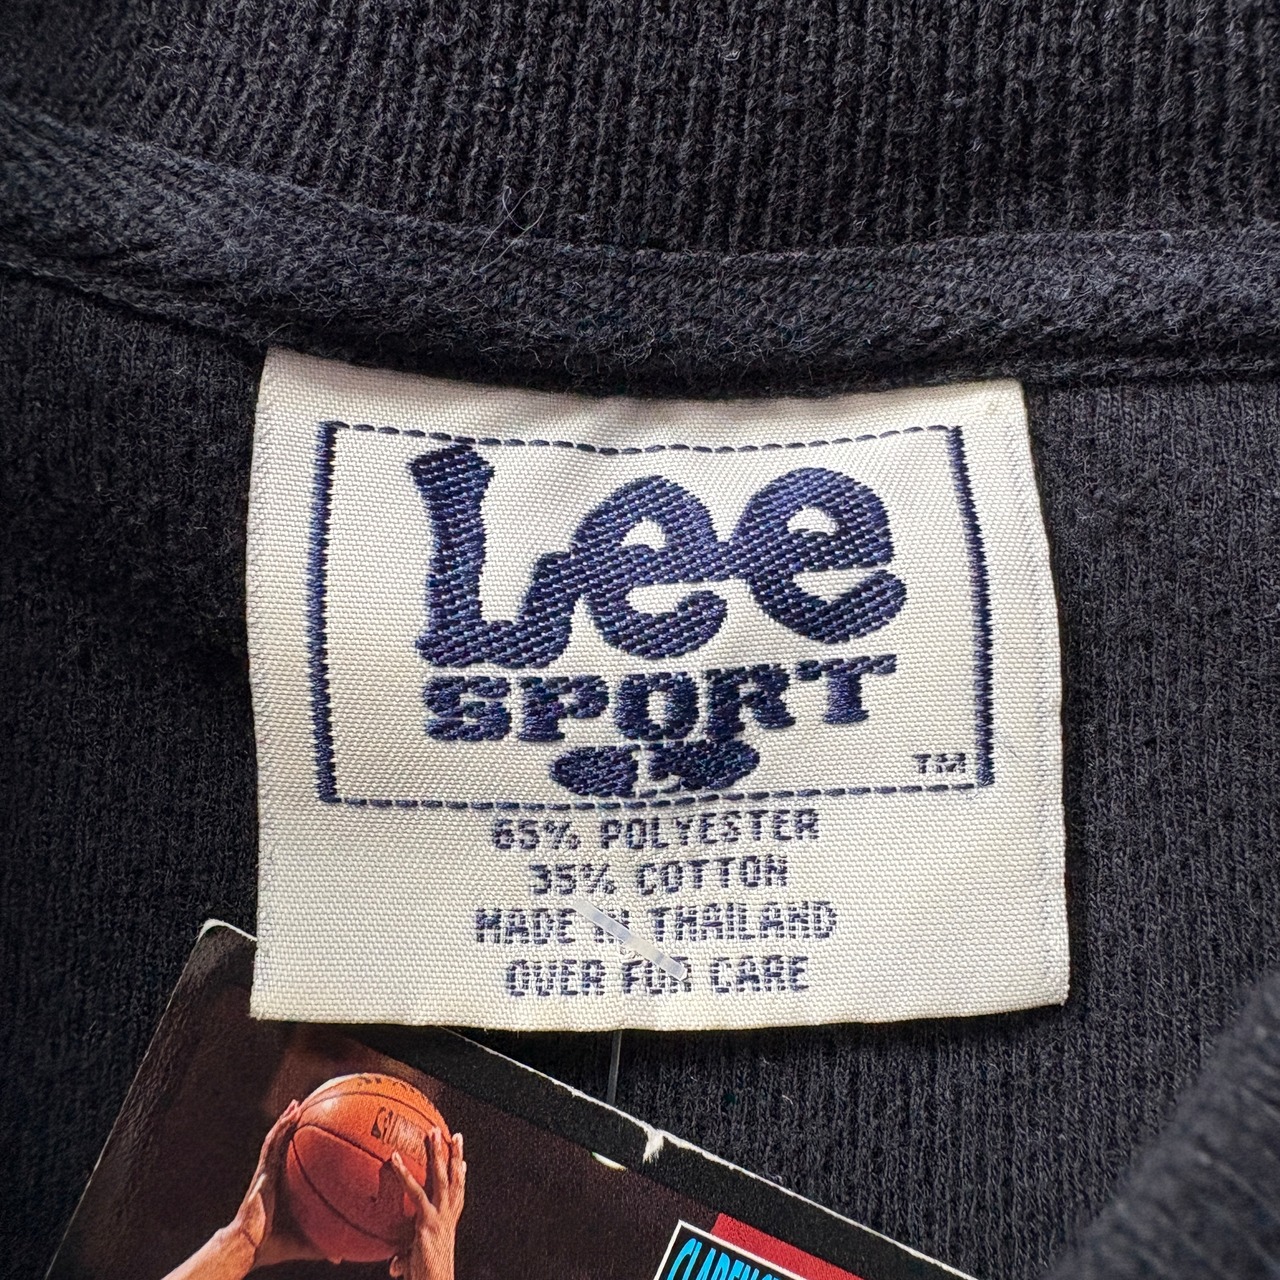 Lee
SPORT
TM
65% POLYESTER
35% COTTON
MADE IN THAILAND
OVER FOR CARE